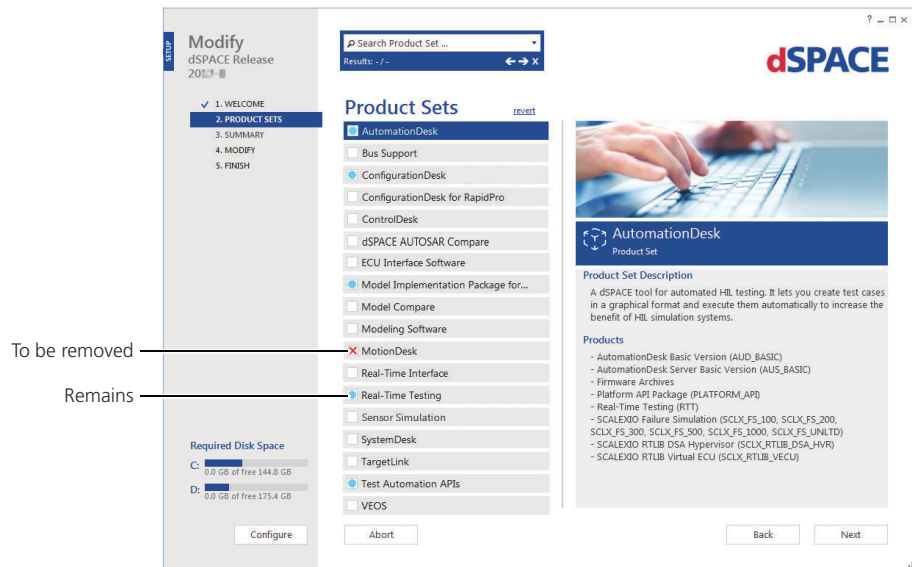 SETUP
Modify
dSPACE Release
20
✓ 1. WELCOME
2. PRODUCT SETS
3. SUMMARY
4. MODIFY
5. FINISH
Required Disk Space
C:
0.0 GB of free 144.8 GB
D:
0.0 GB of free 175.4 GB
Configure
Search Product Set ...
Results: - / -
X
Product Sets
revert
AutomationDesk
Bus Support
ConfigurationDesk
ConfigurationDesk for RapidPro
ControlDesk
dSPACE AUTOSAR Compare
ECU Interface Software
Model Implementation Package for...
Model Compare
Modeling Software
To be removed
MotionDesk
Real-Time Interface
Remains
Real-Time Testing
Sensor Simulation
SystemDesk
TargetLink
Test Automation APIs
VEOS
Abort
? – □ ×
dSPACE
AutomationDesk
Product Set
Product Set Description
A dSPACE tool for automated HIL testing. It lets you create test cases
in a graphical format and execute them automatically to increase the
benefit of HIL simulation systems.
Products
- AutomationDesk Basic Version (AUD_BASIC)
- AutomationDesk Server Basic Version (AUS_BASIC)
- Firmware Archives
- Platform API Package (PLATFORM_API)
- Real-Time Testing (RTT)
- SCALEXIO Failure Simulation (SCLX_FS_100, SCLX_FS_200,
SCLX_FS_300, SCLX_FS_500, SCLX_FS_1000, SCLX_FS_UNLTD)
- SCALEXIO RTLIB DSA Hypervisor (SCLX_RTLIB_DSA_HVR)
- SCALEXIO RTLIB Virtual ECU (SCLX_RTLIB_VECU)
Back
Next